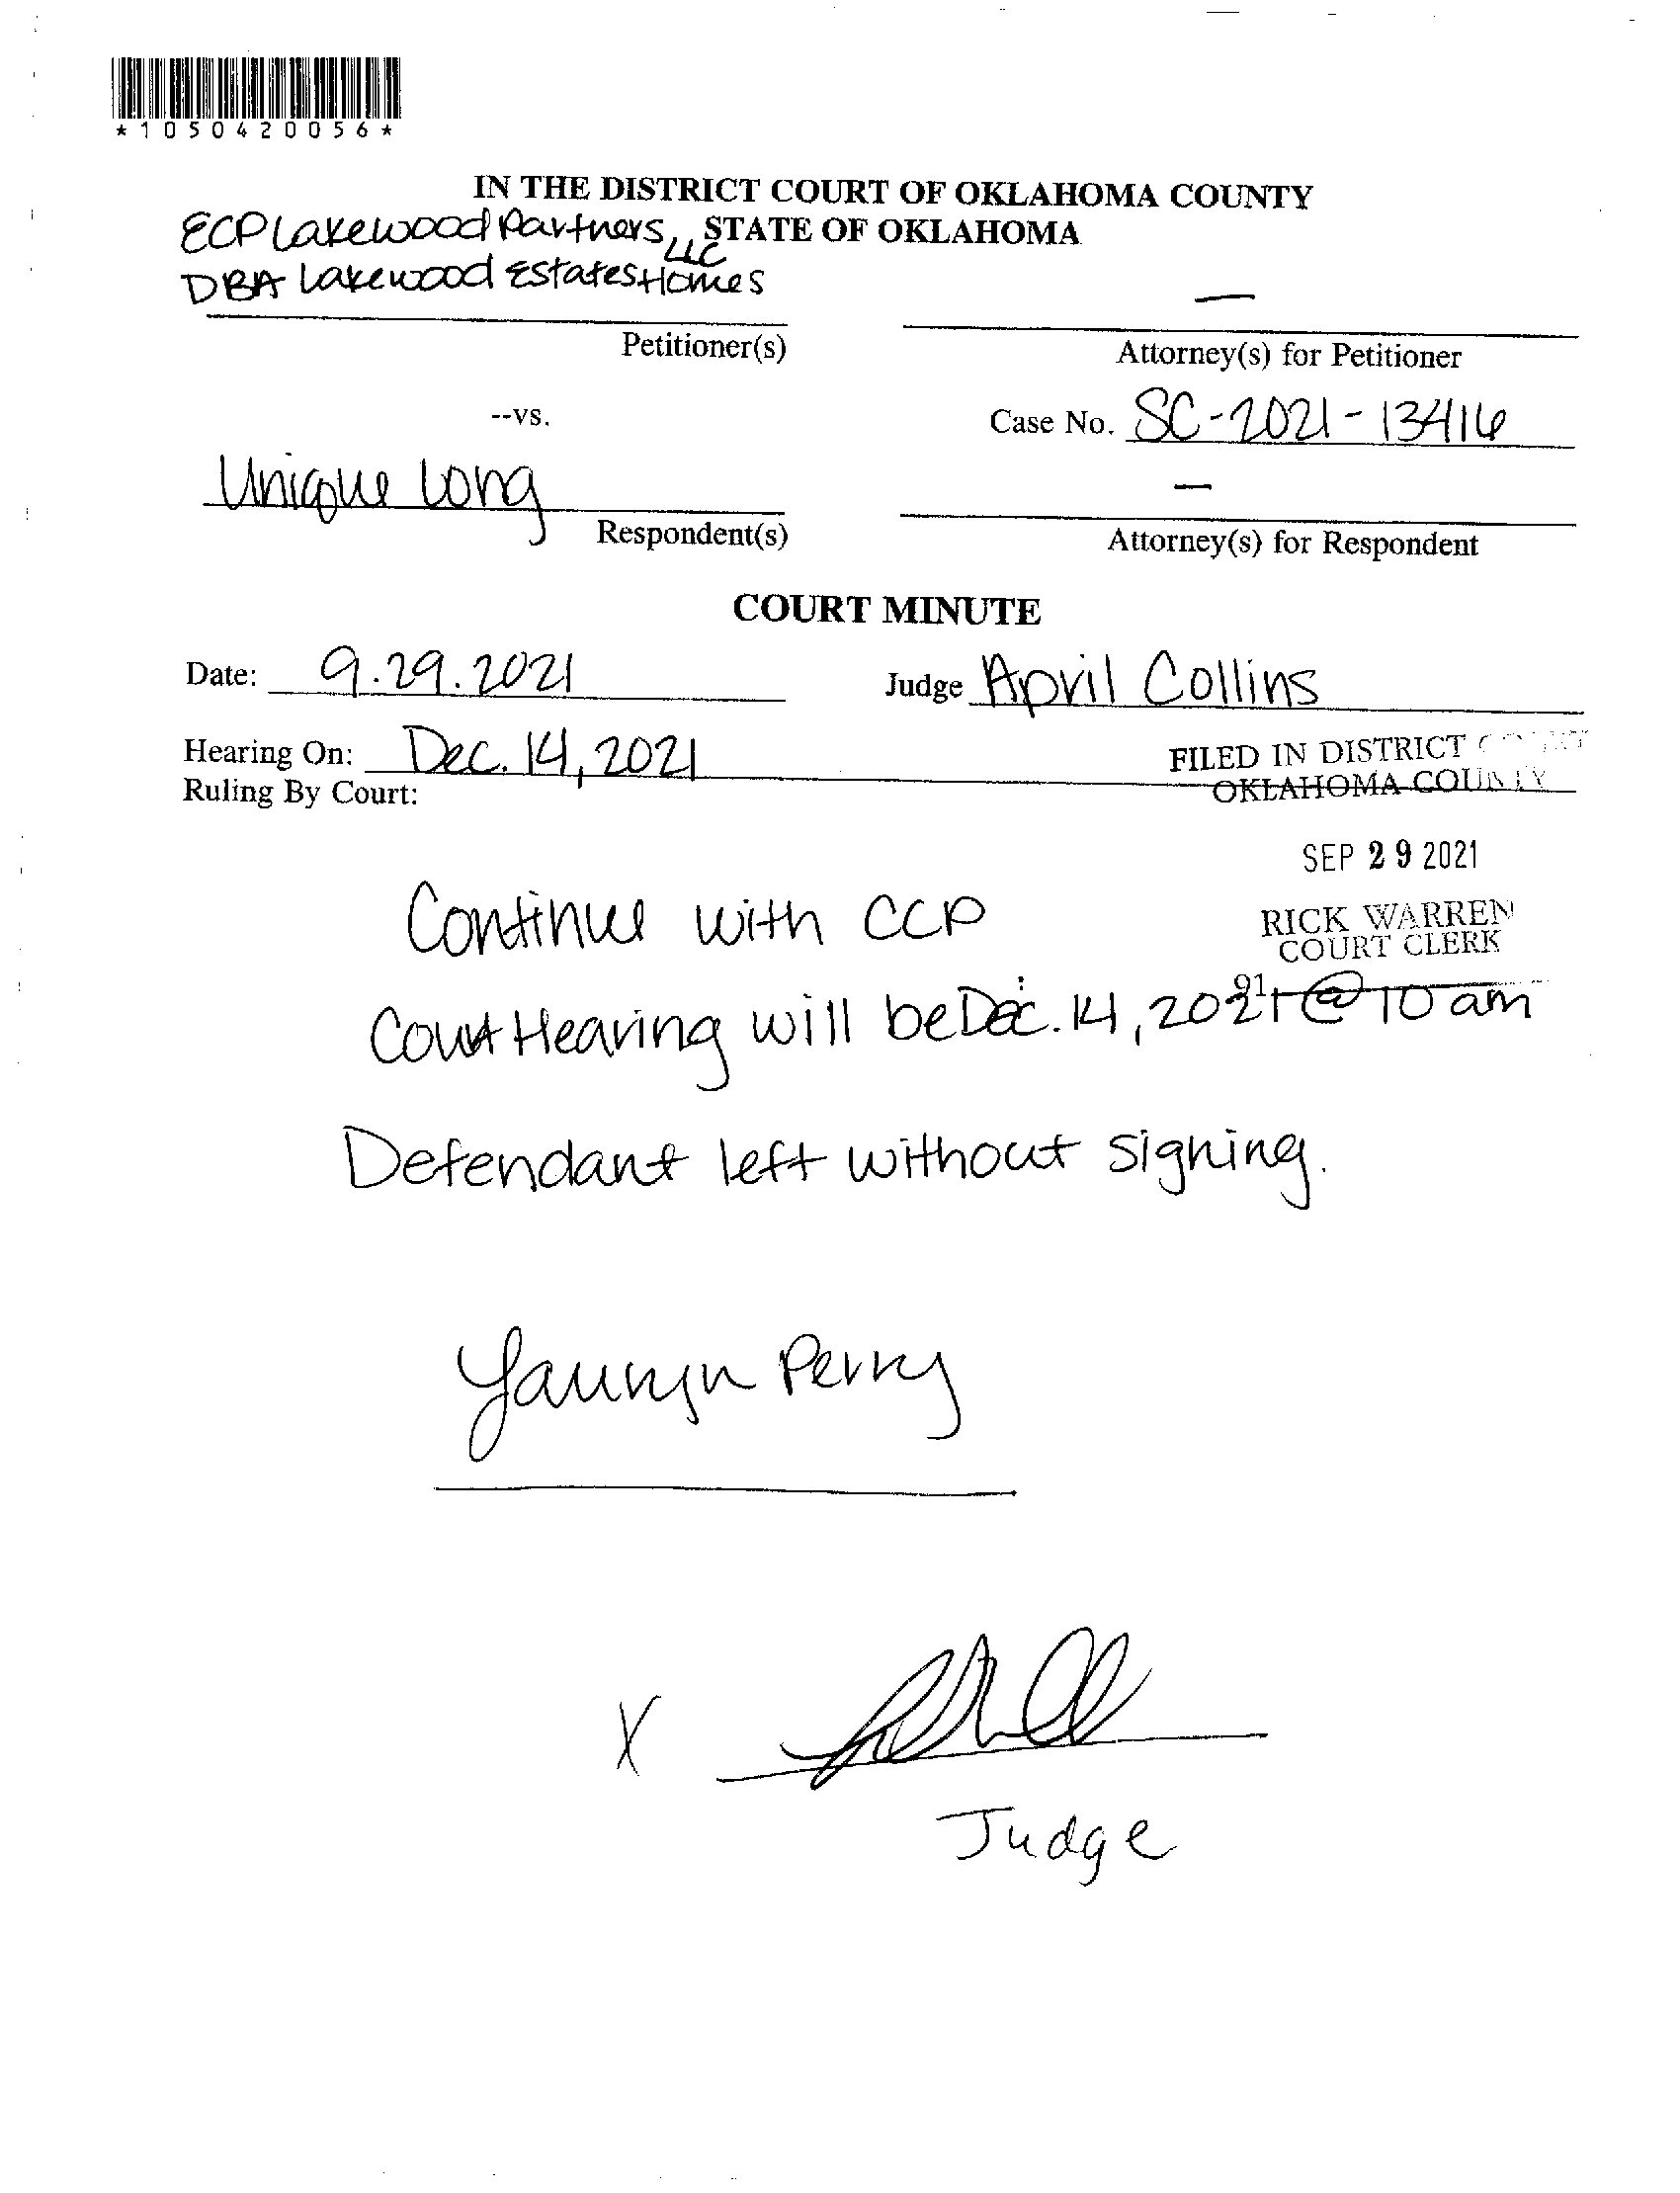 *1050420056*
IN THE DISTRICT COURT OF OKLAHOMA COUNTY
STATE OF OKLAHOMA
ECP Lakewood Partners, LLC
DBA Lakewood Estates Homes
Petitioner(s)
Attorney(s) for Petitioner
--vs.
Case No. SC-2021-13416
Unique Long
Respondent(s)
Attorney(s) for Respondent
COURT MINUTE
Date: 9.29.2021
Judge April Collins
Hearing On: Dec. 14, 2021
FILED IN DISTRICT
OKLAHOMA COUNTY
Ruling By Court:
SEP 29 2021
RICK WARREN
COURT CLERK
91
Continue with CCP
Court Hearing will be Dec. 14, 2021 @ 10 am
Defendant left without signing.
Perry
X
Judge